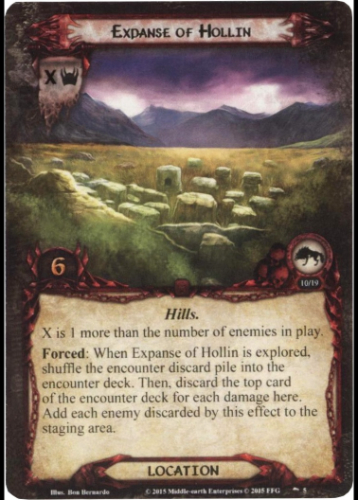 Expanse of Hollin
X
6
10/19
Hills.
X is 1 more than the number of enemies in play.
Forced: When Expanse of Hollin is explored,
shuffle the encounter discard pile into the
encounter deck. Then, discard the top card
of the encounter deck for each damage here.
Add each enemy discarded by this effect to the
staging area.
Location
Illus. Ben Bernardo © 2015 Middle-earth Enterprises © 2005 FFG